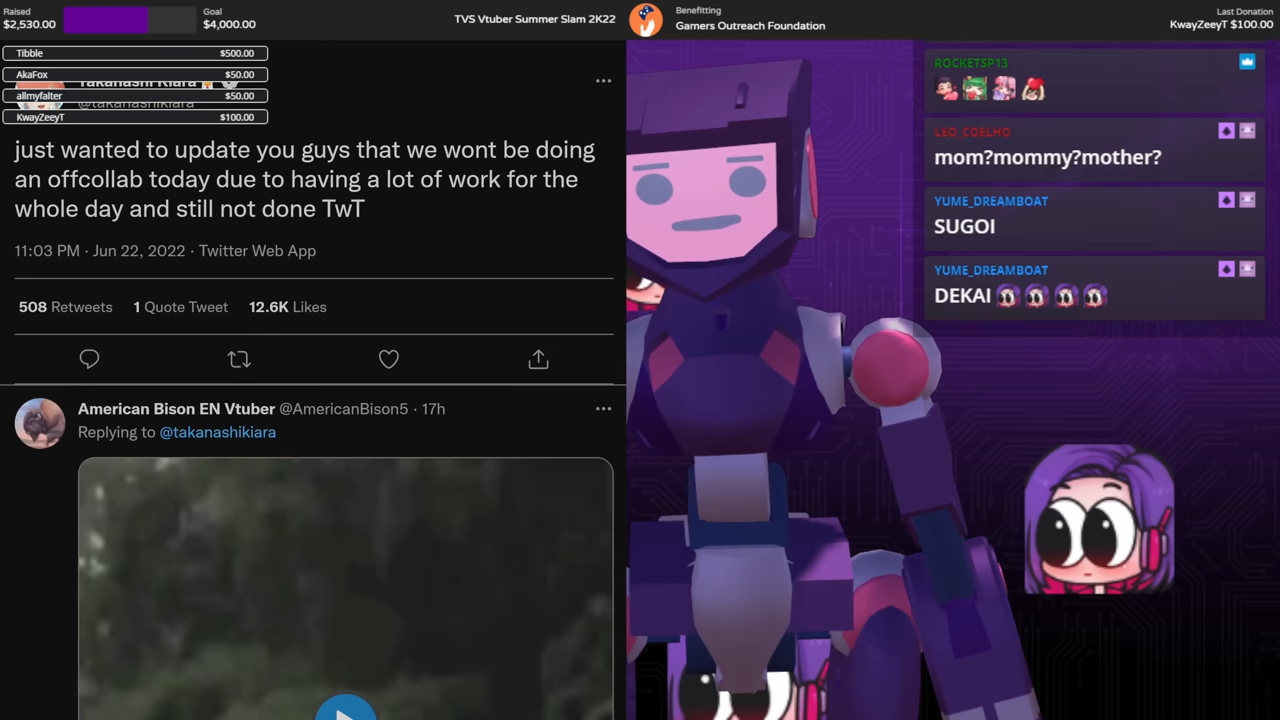 Raised
$2,530.00
Goal
$4,000.00
TVS Vtuber Summer Slam 2K22
Benefitting
Gamers Outreach Foundation
Last Donation
KwayZeeyT $100.00
Tibble $500.00
AkaFox $50.00
Takanashi Kiara
allmyfalter $50.00
@takanashikiara
KwayZeeyT $100.00
just wanted to update you guys that we wont be doing
an offcollab today due to having a lot of work for the
whole day and still not done TwT
11:03 PM · Jun 22, 2022 · Twitter Web App
508 Retweets 1 Quote Tweet 12.6K Likes
American Bison EN Vtuber @AmericanBison5 · 17h
Replying to @takanashikiara
ROCKETSP13
LEO_COELHO
mom?mommy?mother?
YUME_DREAMBOAT
SUGOI
YUME_DREAMBOAT
DEKAI